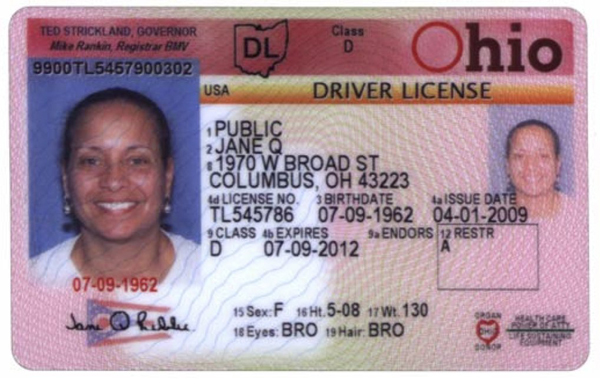 TED STRICKLAND, GOVERNOR
Mike Rankin, Registrar BMV
DL
Class
D
Ohio
9900TL5457900302
USA
DRIVER LICENSE
1 PUBLIC
2 JANE Q
8 1970 W BROAD ST
COLUMBUS, OH 43223
4d LICENSE NO. 3 BIRTHDATE 4a ISSUE DATE
TL545786 07-09-1962 04-01-2009
9 CLASS 4b EXPIRES 9a ENDORS 12 RESTR
D 07-09-2012 A
07-09-1962
Jane Q Public
15 Sex: F 16 Ht. 5-08 17 Wt. 130
18 Eyes: BRO 19 Hair: BRO
ORGAN
DONOR
HEALTH CARE
POWER OF ATTY
LIFE SUSTAINING
EQUIPMENT